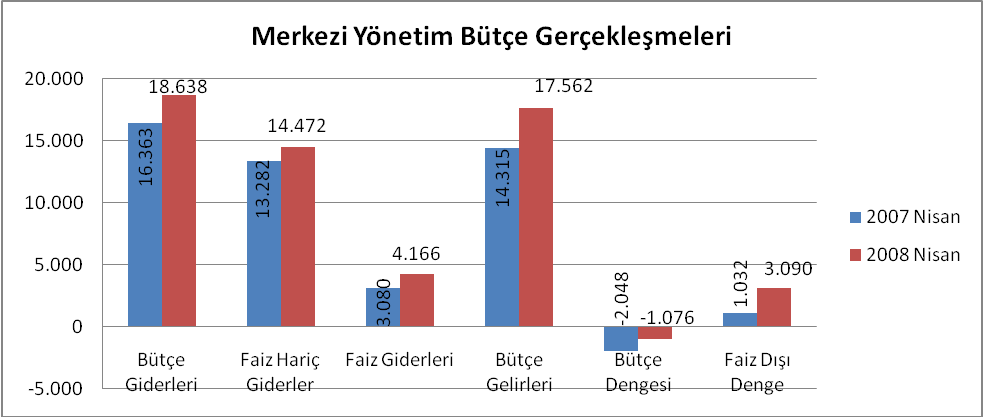 Merkezi Yönetim Bütçe Gerçekleşmeleri
20.000
15.000
10.000
5.000
0
-5.000
16.363
18.638
13.282
14.472
3.080
4.166
14.315
17.562
-2.048
-1.076
1.032
3.090
Bütçe
Giderleri
Faiz Hariç
Giderler
Faiz Giderleri
Bütçe
Gelirleri
Bütçe
Dengesi
Faiz Dışı
Denge
2007 Nisan
2008 Nisan